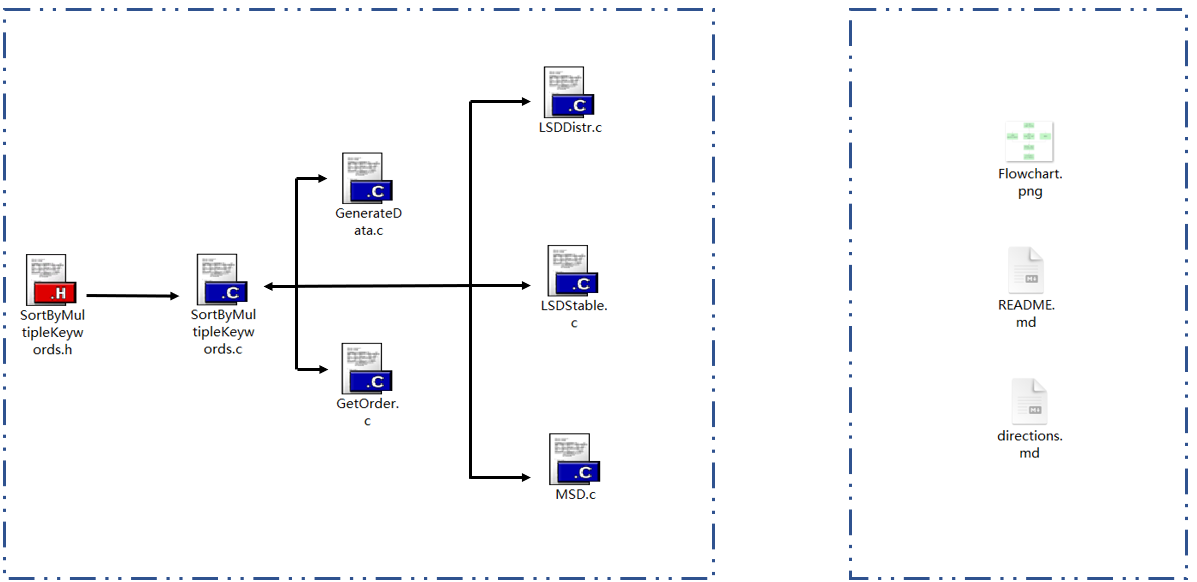 .C
LSDDistr.c
.C
GenerateD
ata.c
.H
SortByMul
tipleKeyw
ords.h
.C
SortByMul
tipleKeyw
ords.c
.C
LSDStable.
c
.C
GetOrder.
c
.C
MSD.c
Flowchart.
png
README.
md
directions.
md